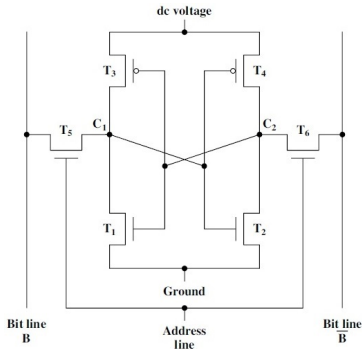 dc voltage
T3 T4
T5 C1 C2 T6
T1 T2
Ground
Bit line
B
Address
line
Bit line
B̅